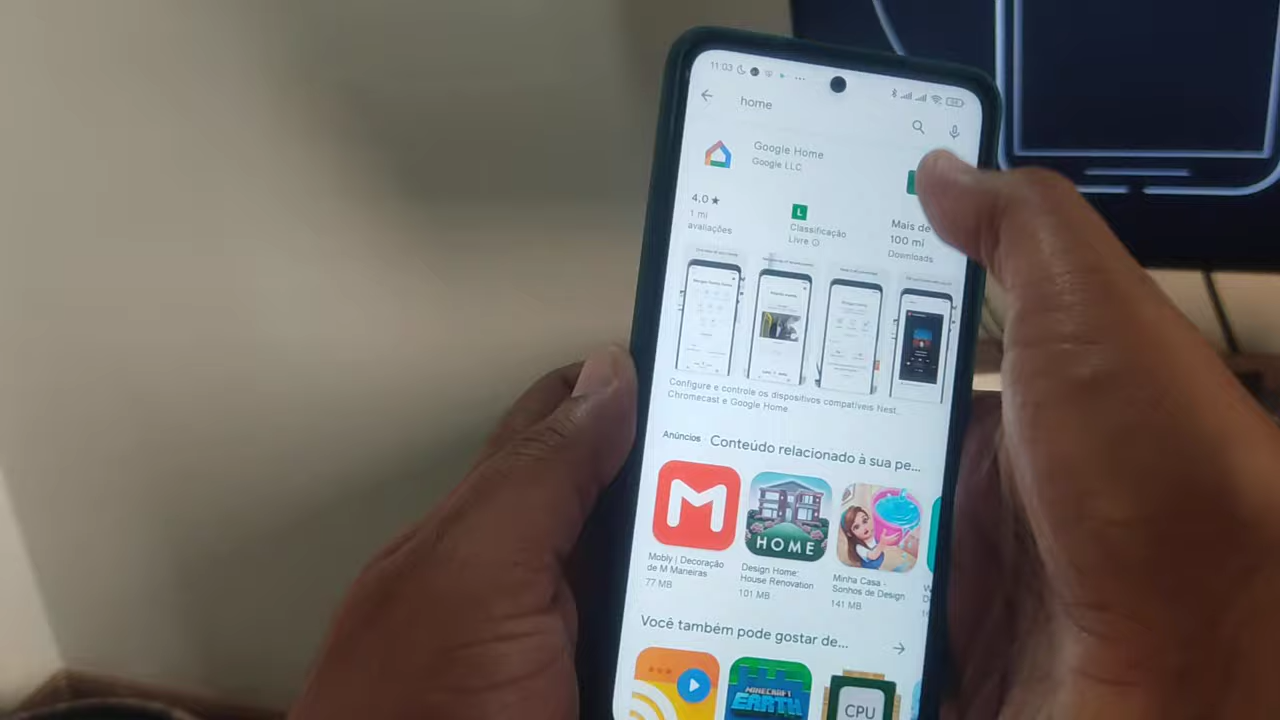 11:03
home
Google Home
Google LLC
4,0★
1 mi
avaliações
L
Classificação
Livre
Mais de
100 mi
Downloads
Configure e controle os dispositivos compatíveis Nest,
Chromecast e Google Home
Anúncios · Conteúdo relacionado à sua pe...
M
HOME
Mobly | Decoração
de M Maneiras
77 MB
Design Home:
House Renovation
101 MB
Minha Casa -
Sonhos de Design
141 MB
Você também pode gostar de...
MINECRAFT
EARTH
CPU